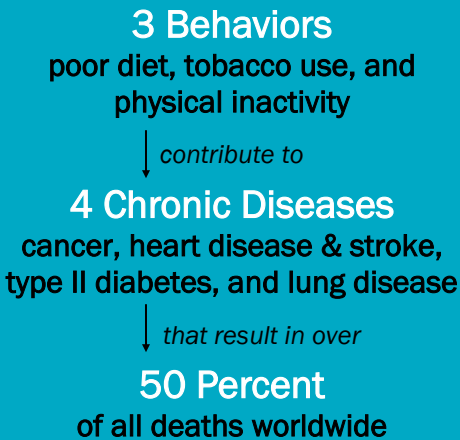 3 Behaviors
poor diet, tobacco use, and
physical inactivity
contribute to
4 Chronic Diseases
cancer, heart disease & stroke,
type II diabetes, and lung disease
that result in over
50 Percent
of all deaths worldwide